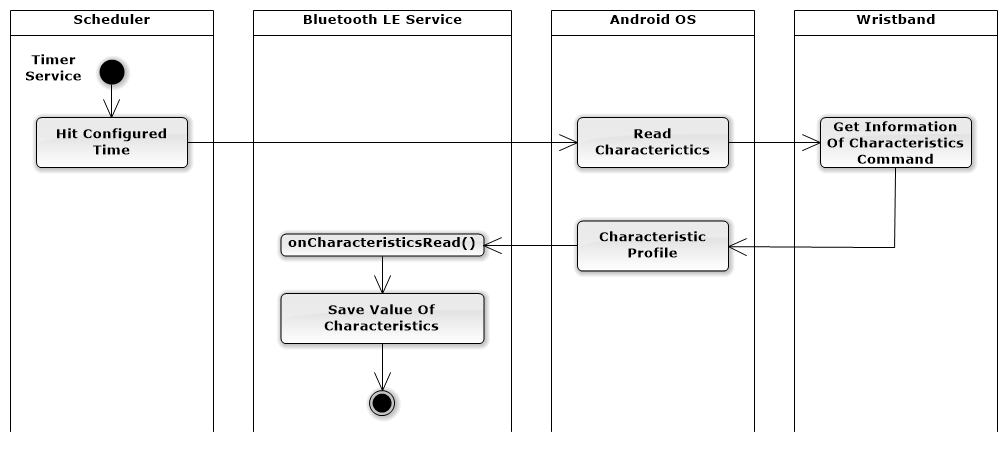 Scheduler
Bluetooth LE Service
Android OS
Wristband
Timer
Service
Hit Configured
Time
Read
Characterictics
Get Information
Of Characteristics
Command
onCharacteristicsRead()
Characteristic
Profile
Save Value Of
Characteristics